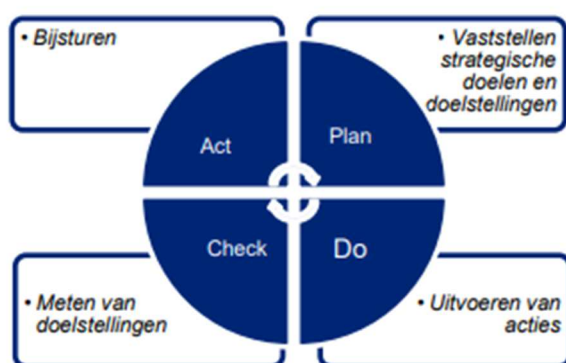 • Bijsturen
• Vaststellen
strategische
doelen en
doelstellingen
Act
Plan
Check
Do
• Meten van
doelstellingen
• Uitvoeren van
acties